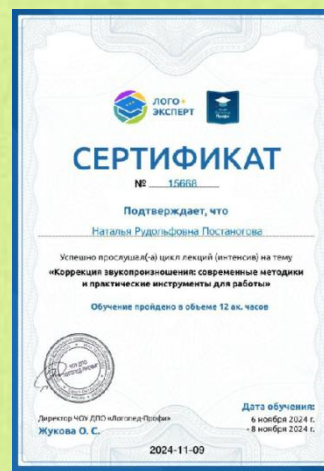 ЛОГО
ЭКСПЕРТ
СЕРТИФИКАТ
№ 15668
Подтверждает, что
Наталья Рудольфовна Постаногова
Успешно прослушал(-а) цикл лекций (интенсив) на тему
«Коррекция звукопроизношения: современные методики
и практические инструменты для работы»
Обучение пройдено в объеме 12 ак. часов
Директор ЧОУ ДПО «Логопед-Профи»
Жукова О. С.
Дата обучения:
6 ноября 2024 г.
- 8 ноября 2024 г.
2024-11-09